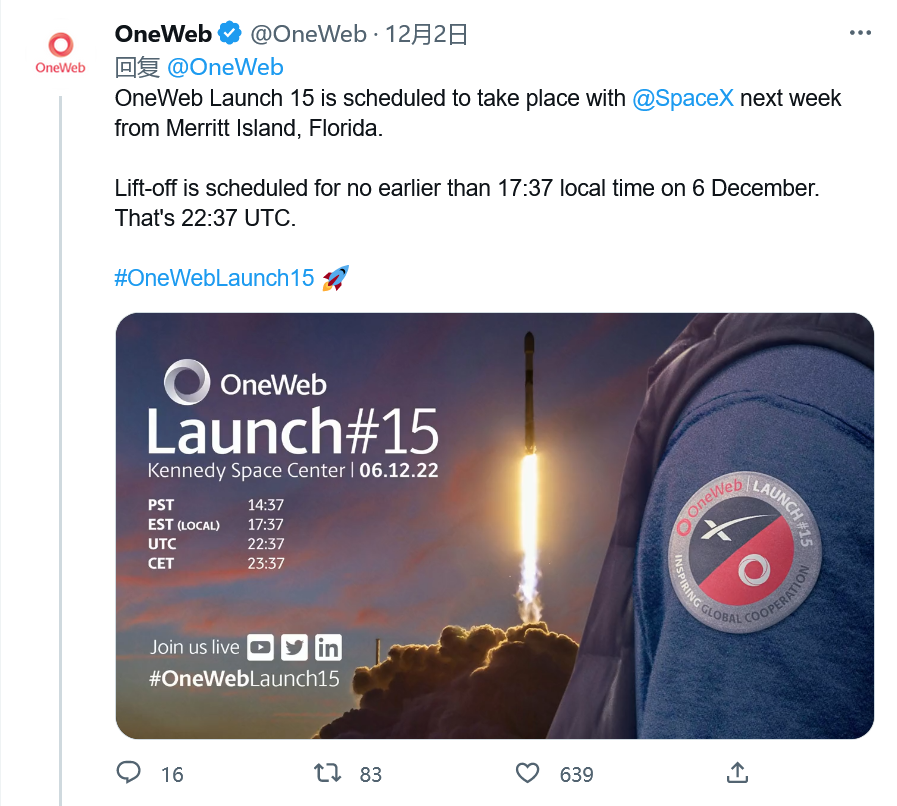 OneWeb @OneWeb · 12月2日
OneWeb
回复 @OneWeb
OneWeb Launch 15 is scheduled to take place with @SpaceX next week
from Merritt Island, Florida.
Lift-off is scheduled for no earlier than 17:37 local time on 6 December.
That's 22:37 UTC.
#OneWebLaunch15
OneWeb
Launch#15
Kennedy Space Center | 06.12.22
PST 14:37
EST (LOCAL) 17:37
UTC 22:37
CET 23:37
Join us live
#OneWebLaunch15
OneWeb | LAUNCH #15
INSPIRING GLOBAL COOPERATION
16 83 639